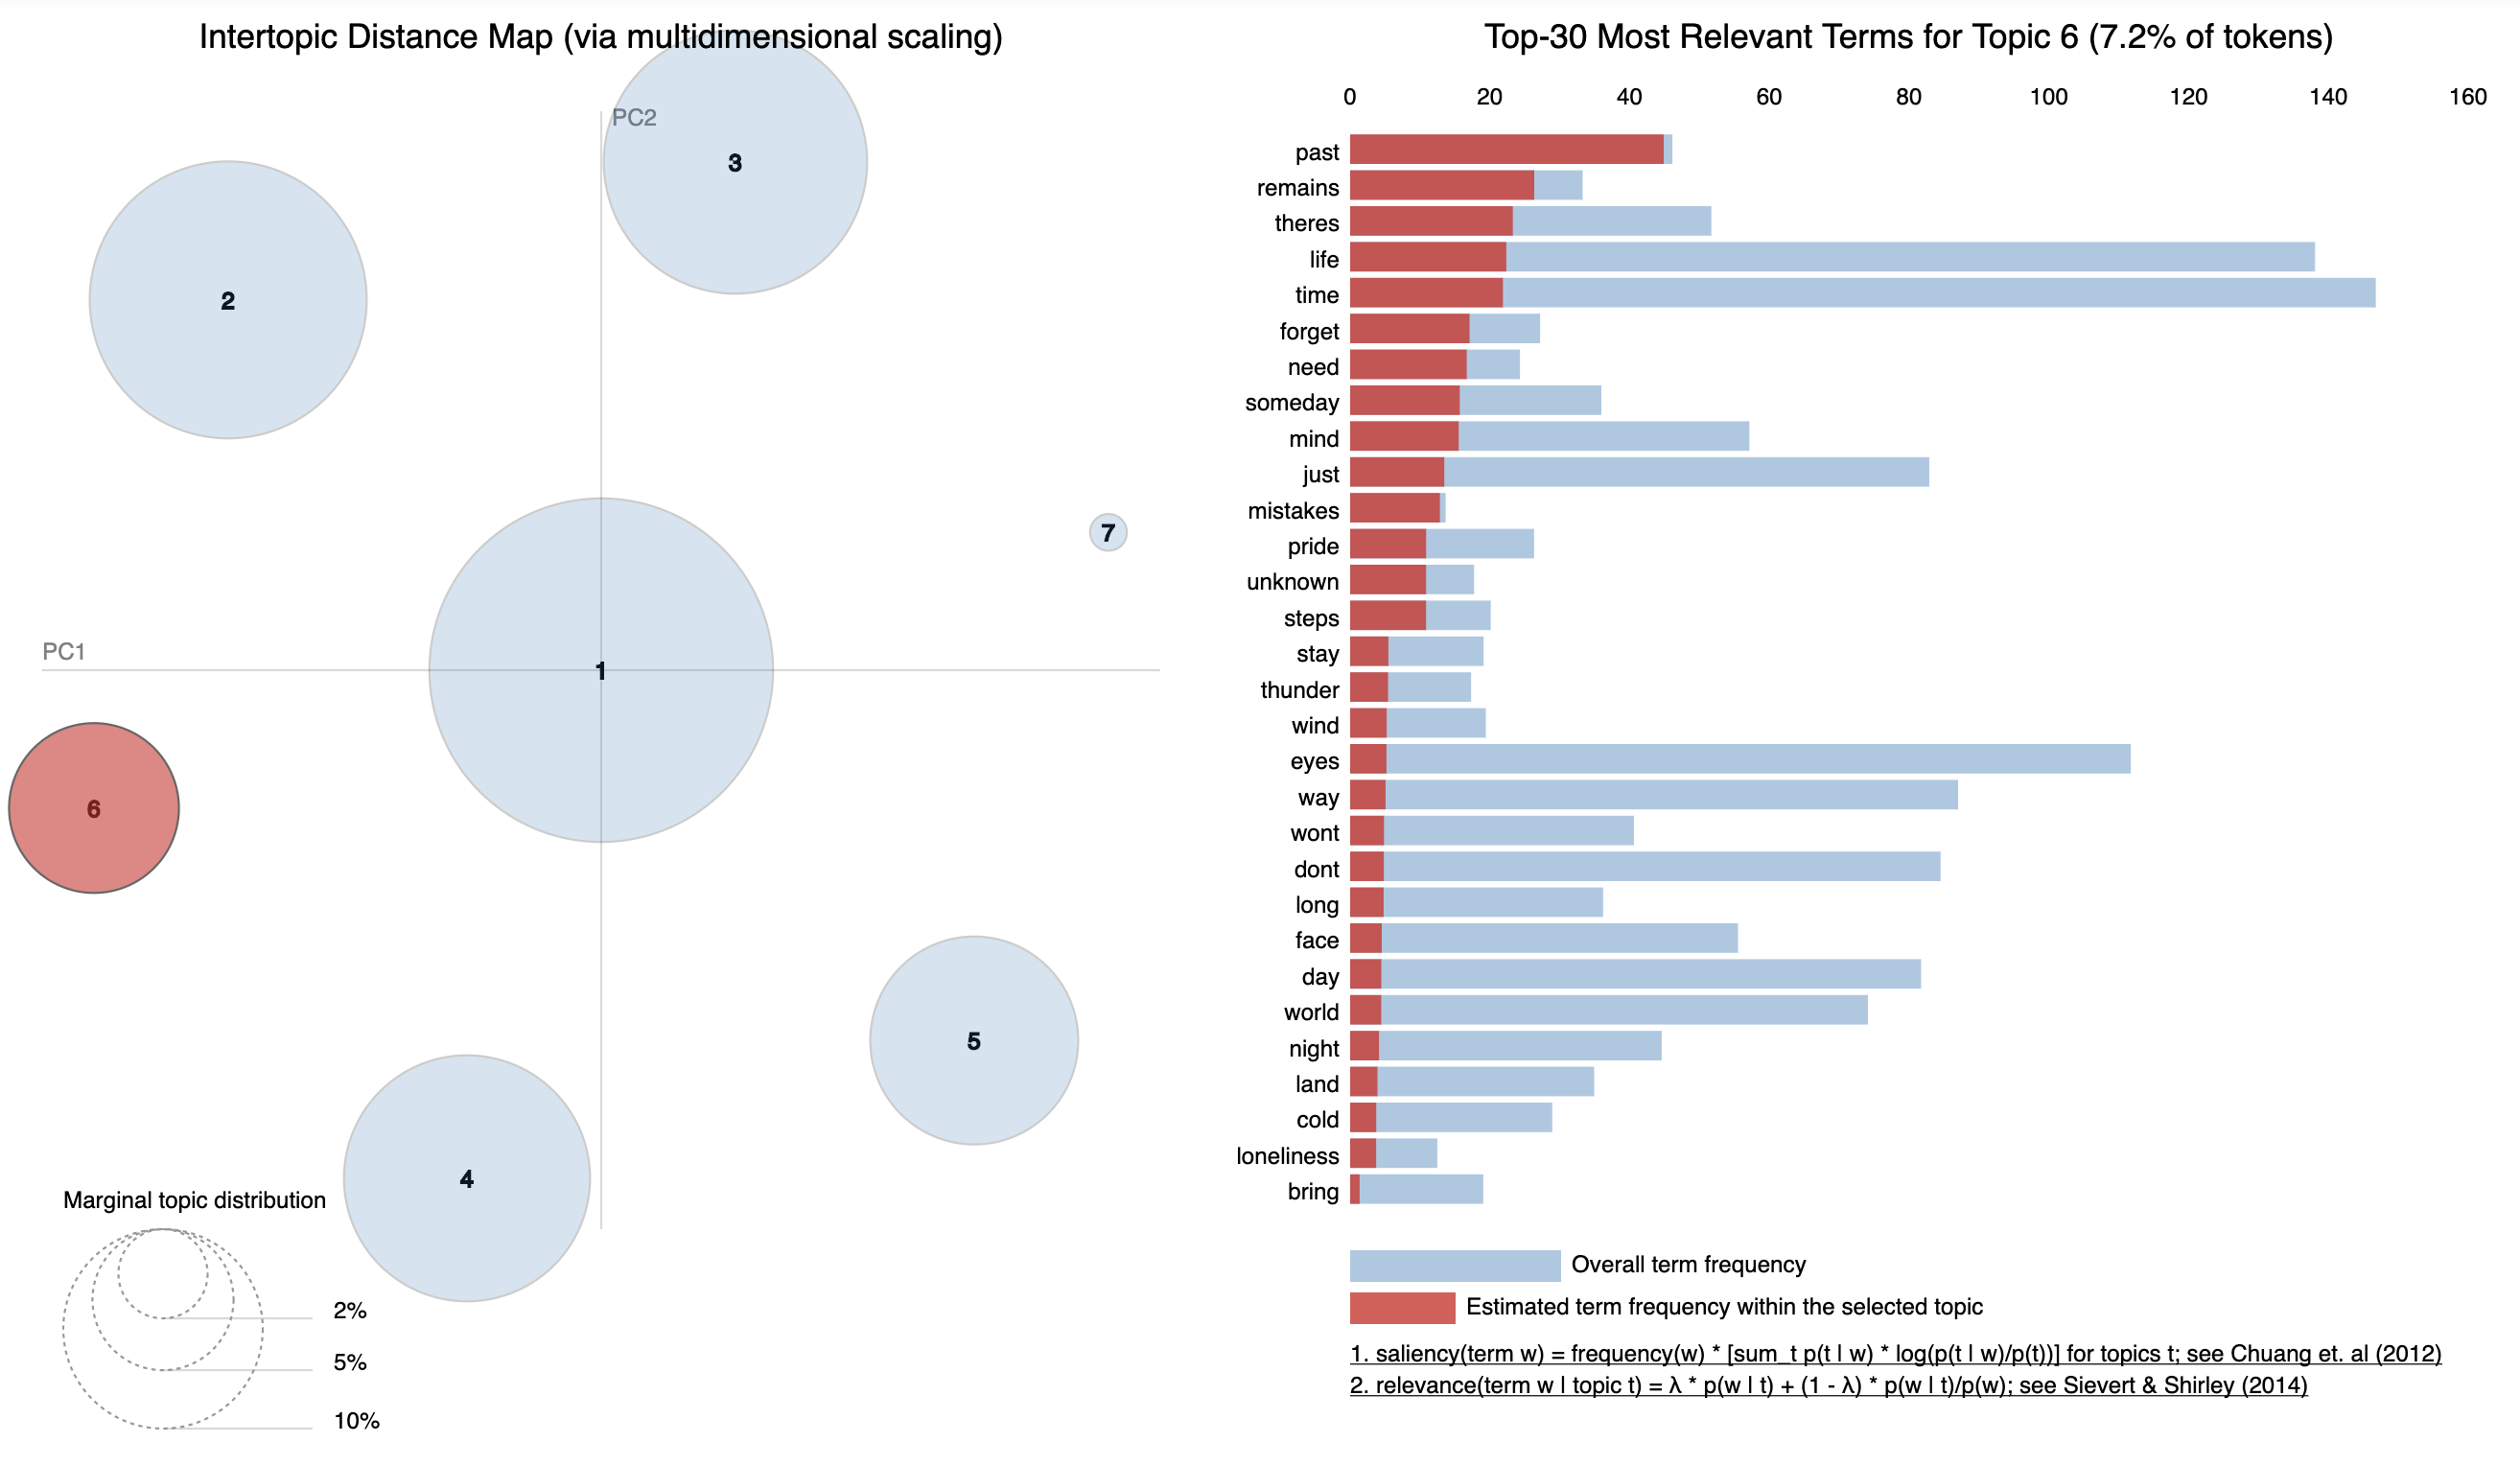 Intertopic Distance Map (via multidimensional scaling)
PC2
3
2
7
1
PC1
6
5
4
Marginal topic distribution
2%
5%
10%
Top-30 Most Relevant Terms for Topic 6 (7.2% of tokens)
0 20 40 60 80 100 120 140 160
past
remains
theres
life
time
forget
need
someday
mind
just
mistakes
pride
unknown
steps
stay
thunder
wind
eyes
way
wont
dont
long
face
day
world
night
land
cold
loneliness
bring
Overall term frequency
Estimated term frequency within the selected topic
1. saliency(term w) = frequency(w) * [sum_t p(t | w) * log(p(t | w)/p(t))] for topics t; see Chuang et. al (2012)
2. relevance(term w | topic t) = λ * p(w | t) + (1 - λ) * p(w | t)/p(w); see Sievert & Shirley (2014)